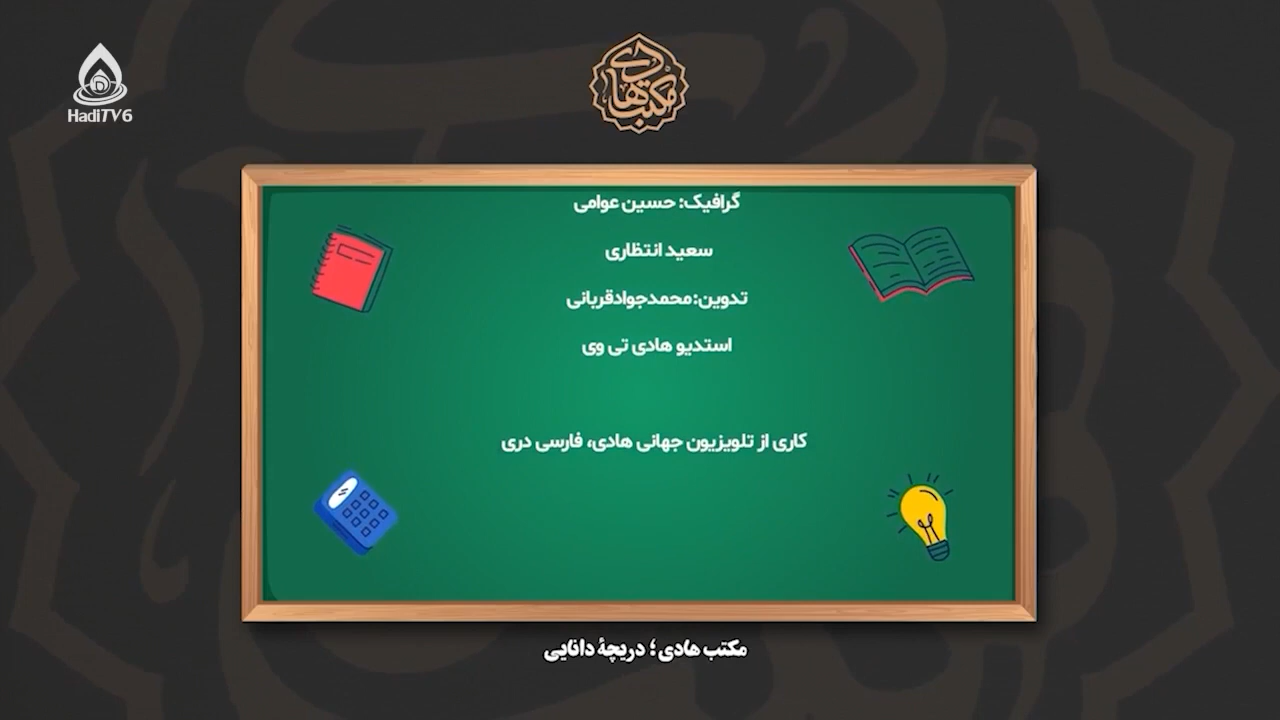 HadiTV6
مکتب هادی
گرافیک: حسین عوامی
سعید انتظاری
تدوین:محمدجوادقربانی
استدیو هادی تی وی
کاری از تلویزیون جهانی هادی، فارسی دری
مکتب هادی؛ دریچهٔ دانایی